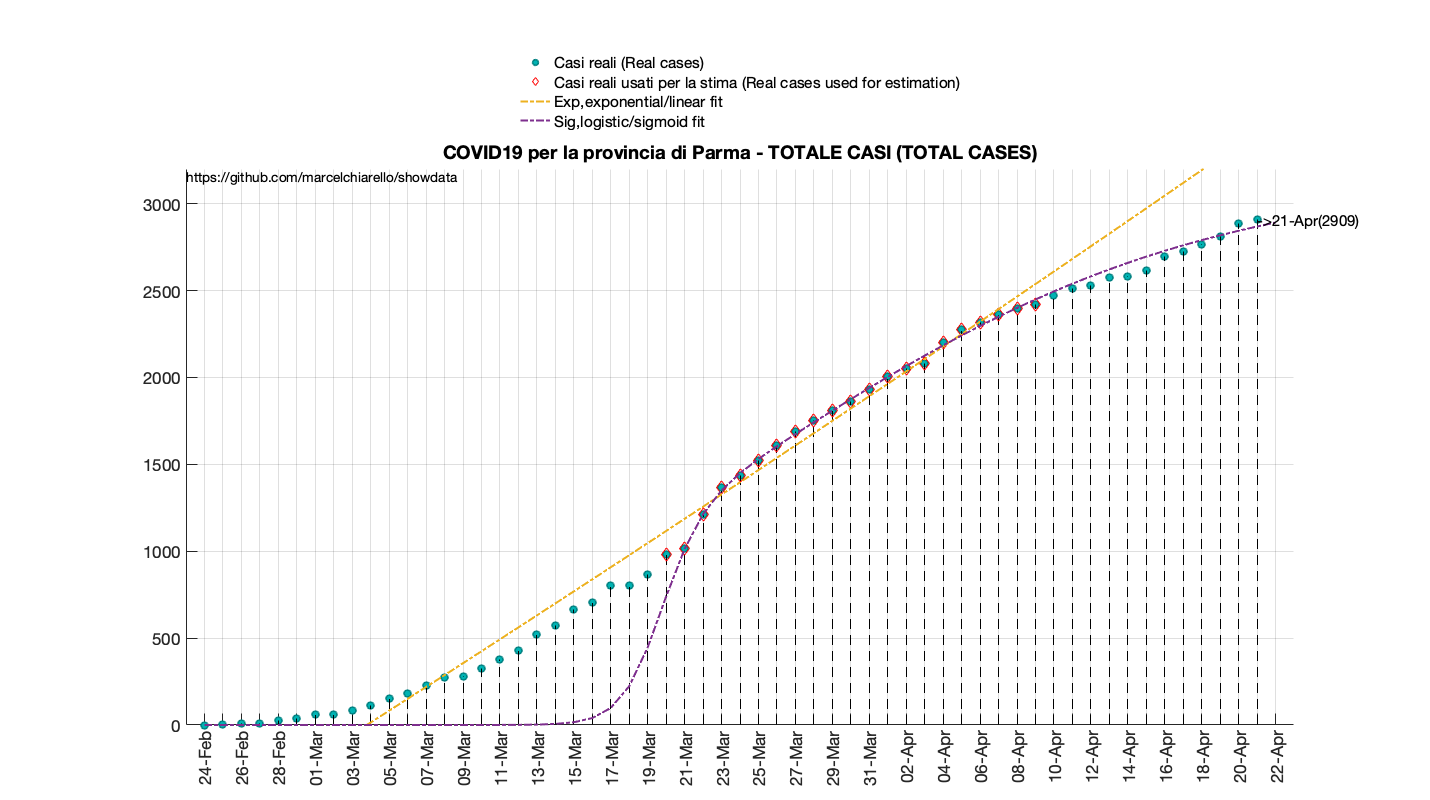 Casi reali (Real cases)
Casi reali usati per la stima (Real cases used for estimation)
Exp,exponential/linear fit
Sig,logistic/sigmoid fit
COVID19 per la provincia di Parma - TOTALE CASI (TOTAL CASES)
https://github.com/marcelchiarello/showdata
3000
2500
2000
1500
1000
500
0
>21-Apr(2909)
24-Feb
26-Feb
28-Feb
01-Mar
03-Mar
05-Mar
07-Mar
09-Mar
11-Mar
13-Mar
15-Mar
17-Mar
19-Mar
21-Mar
23-Mar
25-Mar
27-Mar
29-Mar
31-Mar
02-Apr
04-Apr
06-Apr
08-Apr
10-Apr
12-Apr
14-Apr
16-Apr
18-Apr
20-Apr
22-Apr